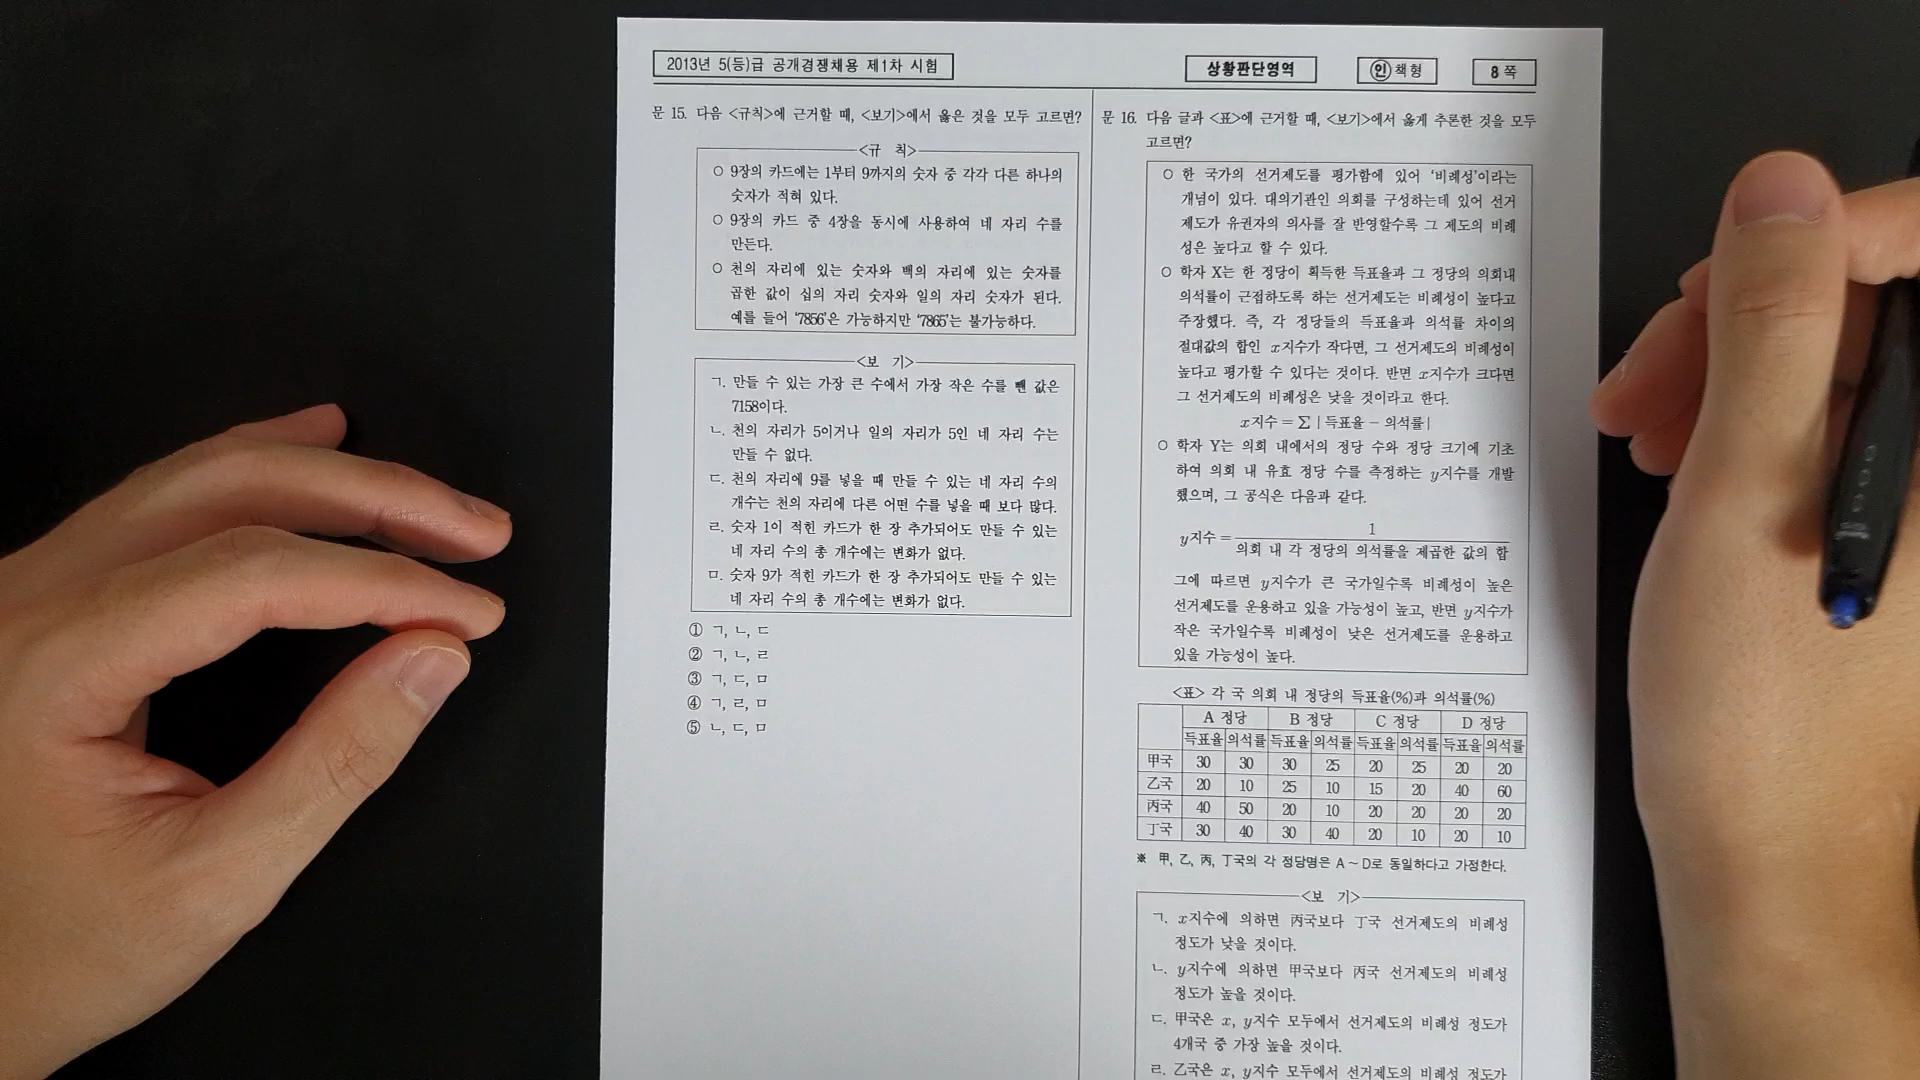 2013년 5(등)급 공개경쟁채용 제1차 시험
상황판단영역
인 책형
8 쪽
문 15. 다음 <규칙>에 근거할 때, <보기>에서 옳은 것을 모두 고르면?
<규 칙>
○ 9장의 카드에는 1부터 9까지의 숫자 중 각각 다른 하나의
숫자가 적혀 있다.
○ 9장의 카드 중 4장을 동시에 사용하여 네 자리 수를
만든다.
○ 천의 자리에 있는 숫자와 백의 자리에 있는 숫자를
곱한 값이 십의 자리 숫자와 일의 자리 숫자가 된다.
예를 들어 ‘7856’은 가능하지만 ‘7865’는 불가능하다.
<보 기>
ㄱ. 만들 수 있는 가장 큰 수에서 가장 작은 수를 뺀 값은
7158이다.
ㄴ. 천의 자리가 5이거나 일의 자리가 5인 네 자리 수는
만들 수 없다.
ㄷ. 천의 자리에 9를 넣을 때 만들 수 있는 네 자리 수의
개수는 천의 자리에 다른 어떤 수를 넣을 때 보다 많다.
ㄹ. 숫자 1이 적힌 카드가 한 장 추가되어도 만들 수 있는
네 자리 수의 총 개수에는 변화가 없다.
ㅁ. 숫자 9가 적힌 카드가 한 장 추가되어도 만들 수 있는
네 자리 수의 총 개수에는 변화가 없다.
① ㄱ, ㄴ, ㄷ
② ㄱ, ㄴ, ㄹ
③ ㄱ, ㄷ, ㅁ
④ ㄱ, ㄹ, ㅁ
⑤ ㄴ, ㄷ, ㅁ
문 16. 다음 글과 <표>에 근거할 때, <보기>에서 옳게 추론한 것을 모두
고르면?
○ 한 국가의 선거제도를 평가함에 있어 ‘비례성’이라는
개념이 있다. 대의기관인 의회를 구성하는데 있어 선거
제도가 유권자의 의사를 잘 반영할수록 그 제도의 비례
성은 높다고 할 수 있다.
○ 학자 X는 한 정당이 획득한 득표율과 그 정당의 의회내
의석률이 근접하도록 하는 선거제도는 비례성이 높다고
주장했다. 즉, 각 정당들의 득표율과 의석률 차이의
절대값의 합인 x지수가 작다면, 그 선거제도의 비례성이
높다고 평가할 수 있다는 것이다. 반면 x지수가 크다면
그 선거제도의 비례성은 낮을 것이라고 한다.
x지수 = Σ | 득표율 − 의석률 |
○ 학자 Y는 의회 내에서의 정당 수와 정당 크기에 기초
하여 의회 내 유효 정당 수를 측정하는 y지수를 개발
했으며, 그 공식은 다음과 같다.
1
y지수 =
의회 내 각 정당의 의석률을 제곱한 값의 합
그에 따르면 y지수가 큰 국가일수록 비례성이 높은
선거제도를 운용하고 있을 가능성이 높고, 반면 y지수가
작은 국가일수록 비례성이 낮은 선거제도를 운용하고
있을 가능성이 높다.
<표> 각 국 의회 내 정당의 득표율(%)과 의석률(%)
A 정당 B 정당 C 정당 D 정당
득표율 의석률 득표율 의석률 득표율 의석률 득표율 의석률
甲국 30 30 30 25 20 25 20 20
乙국 20 10 25 10 15 20 40 60
丙국 40 50 20 10 20 20 20 20
丁국 30 40 30 40 20 10 20 10
※ 甲, 乙, 丙, 丁국의 각 정당명은 A ~ D로 동일하다고 가정한다.
<보 기>
ㄱ. x지수에 의하면 丙국보다 丁국 선거제도의 비례성
정도가 낮을 것이다.
ㄴ. y지수에 의하면 甲국보다 丙국 선거제도의 비례성
정도가 높을 것이다.
ㄷ. 甲국은 x, y지수 모두에서 선거제도의 비례성 정도가
4개국 중 가장 높을 것이다.
ㄹ. 乙국은 x, y지수 모두에서 선거제도의 비례성 정도가